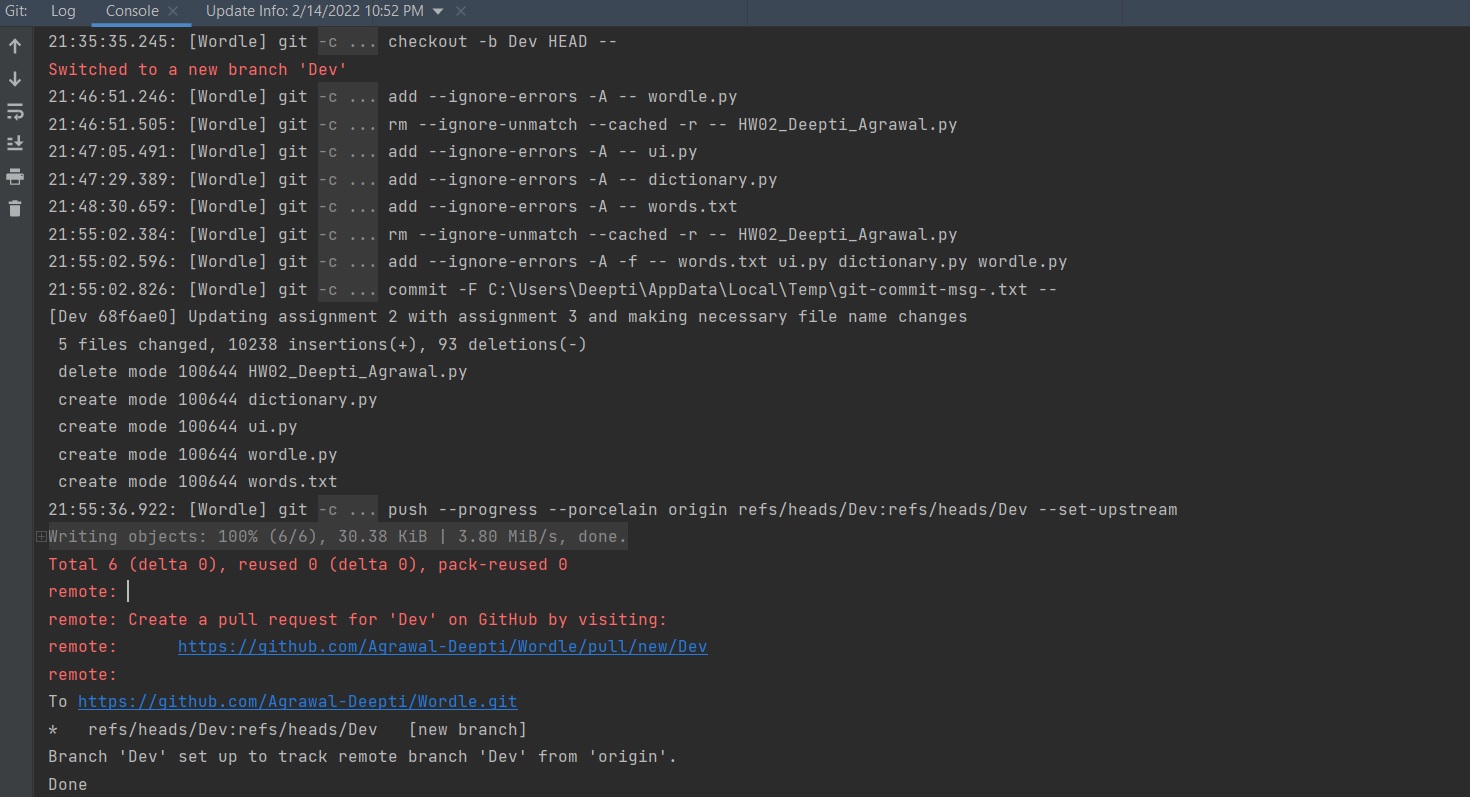 Git: Log Console Update Info: 2/14/2022 10:52 PM
21:35:35.245: [Wordle] git -c ... checkout -b Dev HEAD --
Switched to a new branch 'Dev'
21:46:51.246: [Wordle] git -c ... add --ignore-errors -A -- wordle.py
21:46:51.505: [Wordle] git -c ... rm --ignore-unmatch --cached -r -- HW02_Deepti_Agrawal.py
21:47:05.491: [Wordle] git -c ... add --ignore-errors -A -- ui.py
21:47:29.389: [Wordle] git -c ... add --ignore-errors -A -- dictionary.py
21:48:30.659: [Wordle] git -c ... add --ignore-errors -A -- words.txt
21:55:02.384: [Wordle] git -c ... rm --ignore-unmatch --cached -r -- HW02_Deepti_Agrawal.py
21:55:02.596: [Wordle] git -c ... add --ignore-errors -A -f -- words.txt ui.py dictionary.py wordle.py
21:55:02.826: [Wordle] git -c ... commit -F C:\Users\Deepti\AppData\Local\Temp\git-commit-msg-.txt --
[Dev 68f6ae0] Updating assignment 2 with assignment 3 and making necessary file name changes
5 files changed, 10238 insertions(+), 93 deletions(-)
delete mode 100644 HW02_Deepti_Agrawal.py
create mode 100644 dictionary.py
create mode 100644 ui.py
create mode 100644 wordle.py
create mode 100644 words.txt
21:55:36.922: [Wordle] git -c ... push --progress --porcelain origin refs/heads/Dev:refs/heads/Dev --set-upstream
Writing objects: 100% (6/6), 30.38 KiB | 3.80 MiB/s, done.
Total 6 (delta 0), reused 0 (delta 0), pack-reused 0
remote:
remote: Create a pull request for 'Dev' on GitHub by visiting:
remote:      https://github.com/Agrawal-Deepti/Wordle/pull/new/Dev
remote:
To https://github.com/Agrawal-Deepti/Wordle.git
*   refs/heads/Dev:refs/heads/Dev   [new branch]
Branch 'Dev' set up to track remote branch 'Dev' from 'origin'.
Done